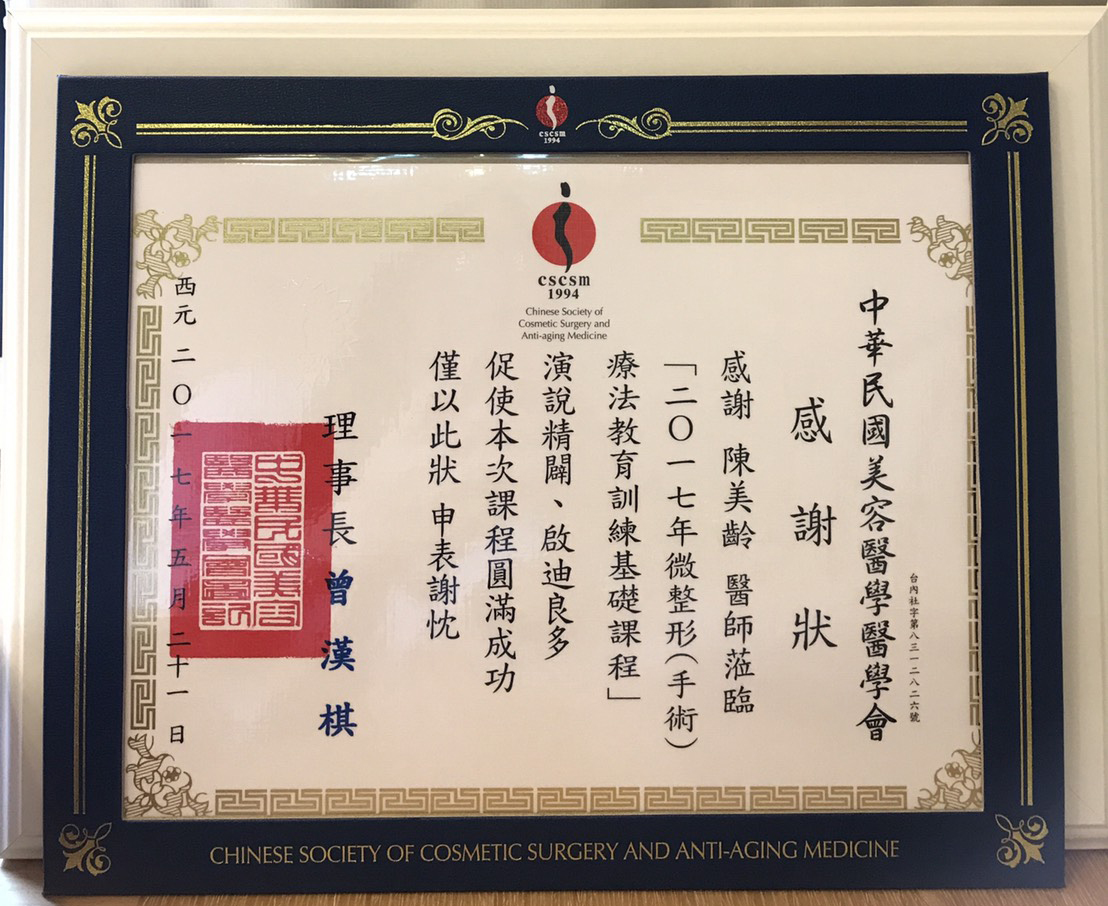 cscsm
1994
cscsm
1994
Chinese Society of
Cosmetic Surgery and
Anti-aging Medicine
中華民國美容醫學醫學會
台內社字第八三一二八二六號
感謝狀
感謝 陳美齡 醫師蒞臨
「二〇一七年微整形(手術)
療法教育訓練基礎課程」
演說精闢、啟迪良多
促使本次課程圓滿成功
僅以此狀 申表謝忱
理事長 曾漢棋
西元二〇一七年五月二十一日
CHINESE SOCIETY OF COSMETIC SURGERY AND ANTI-AGING MEDICINE